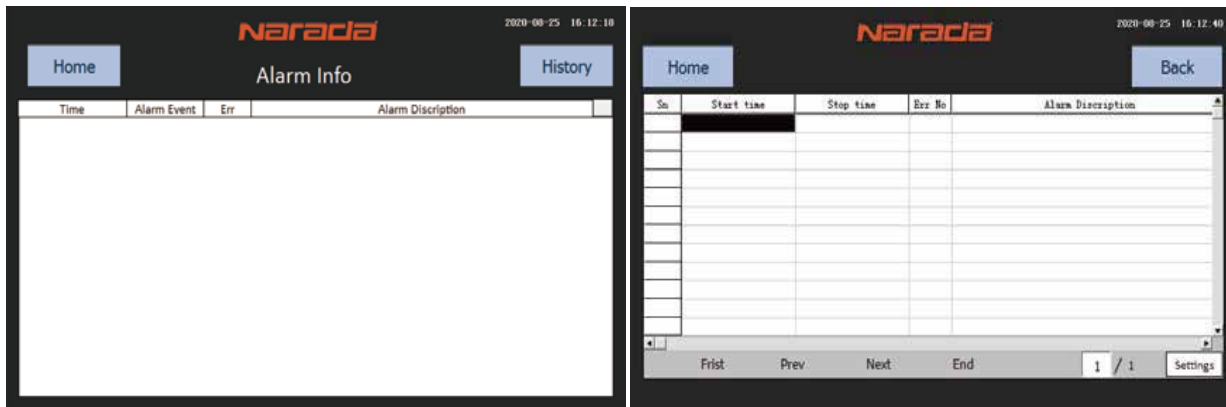 Narada 2020-08-25 16:12:18
Home Alarm Info History
Time Alarm Event Err Alarm Discription
Narada 2020-08-25 16:12:40
Home Back
Sn Start time Stop time Err No Alarm Discription
Frist Prev Next End 1 / 1 Settings